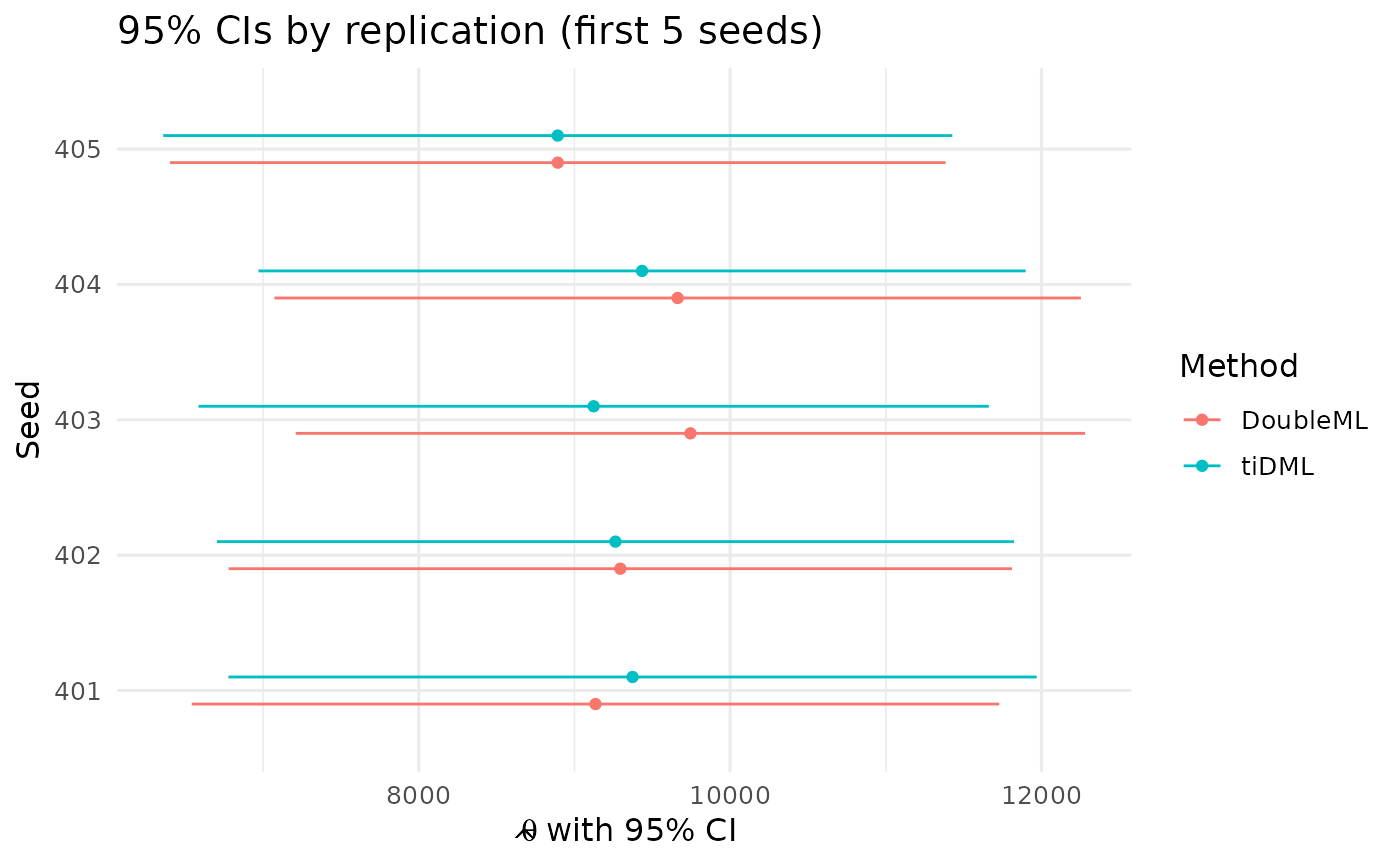 95% CIs by replication (first 5 seeds)
405
404
403
402
401
Seed
8000 10000 12000
θ̂ with 95% CI
Method
DoubleML
tiDML